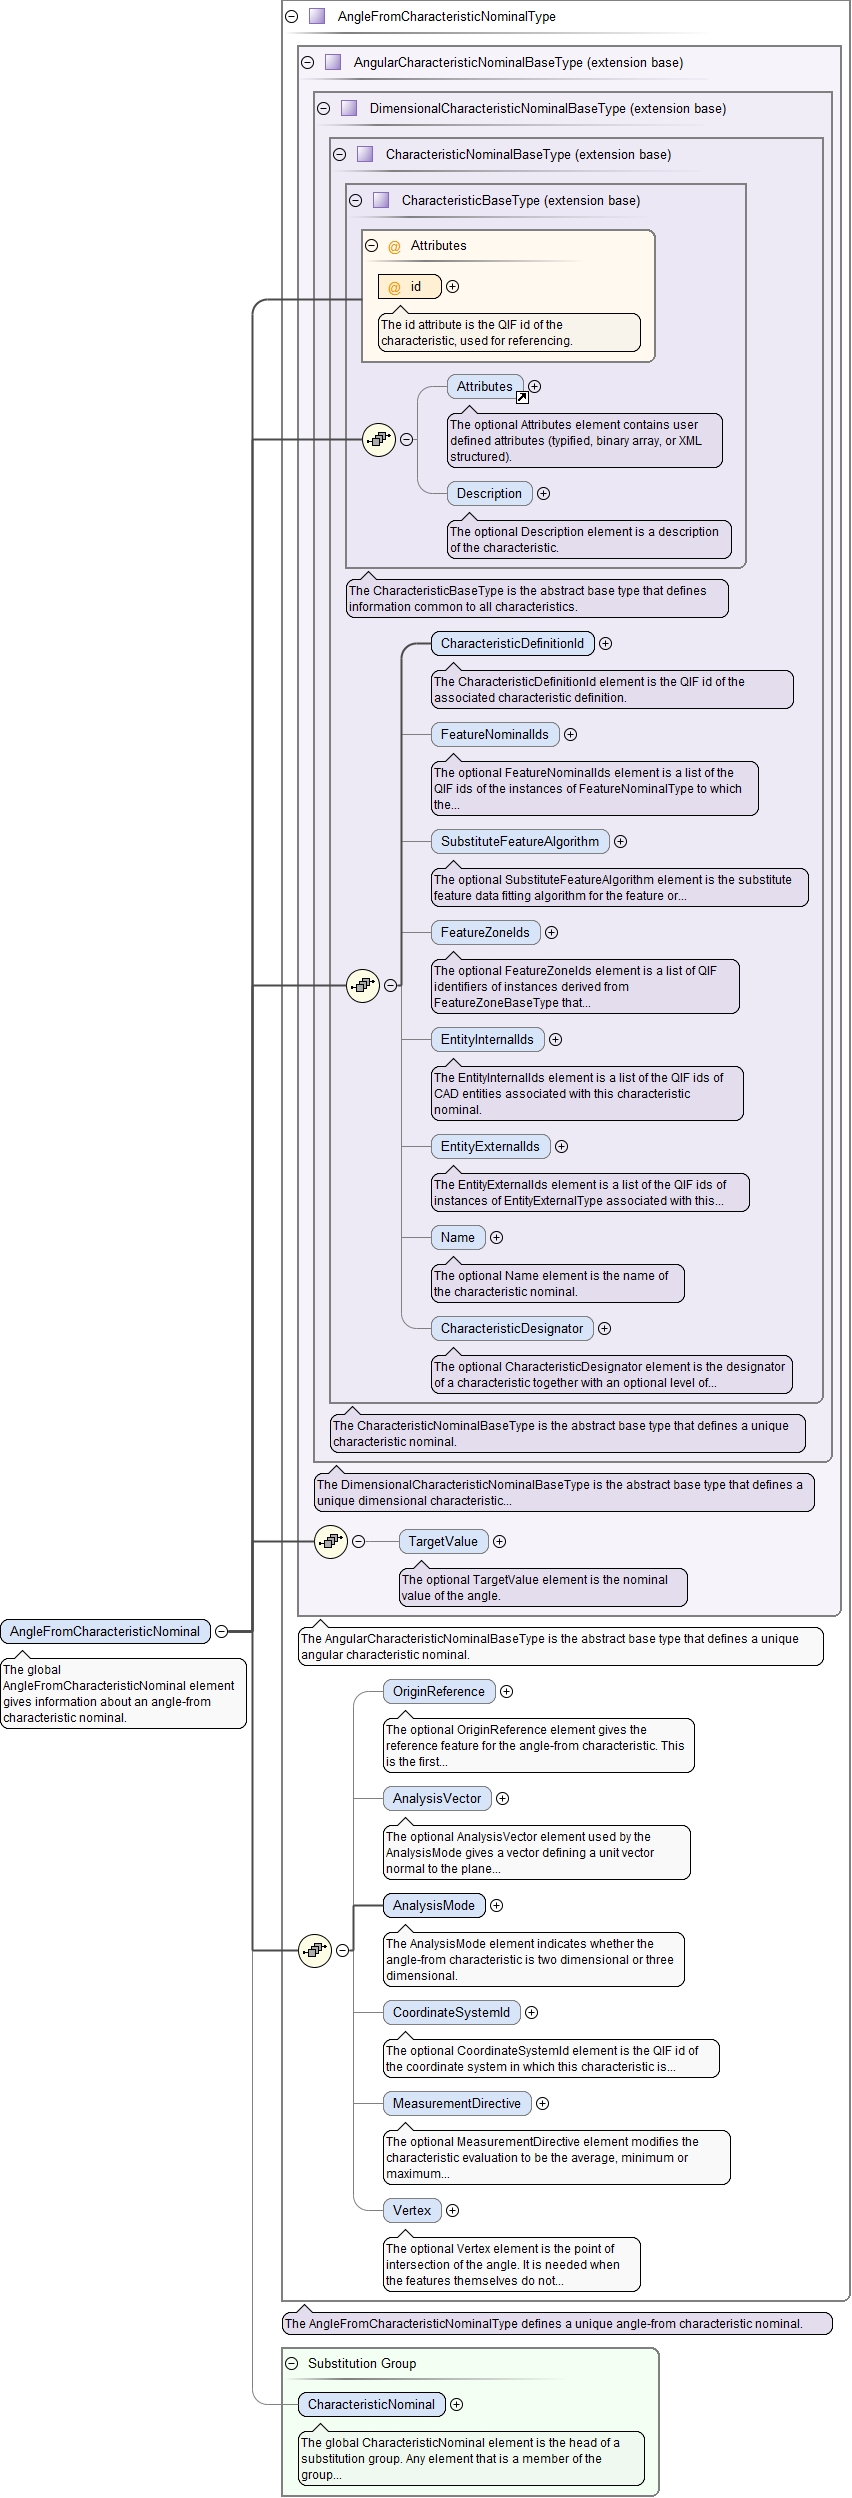 AngleFromCharacteristicNominalType
AngularCharacteristicNominalBaseType (extension base)
DimensionalCharacteristicNominalBaseType (extension base)
CharacteristicNominalBaseType (extension base)
CharacteristicBaseType (extension base)
@ Attributes
@ id
The id attribute is the QIF id of the
characteristic, used for referencing.
Attributes
The optional Attributes element contains user
defined attributes (typified, binary array, or XML
structured).
Description
The optional Description element is a description
of the characteristic.
The CharacteristicBaseType is the abstract base type that defines
information common to all characteristics.
CharacteristicDefinitionId
The CharacteristicDefinitionId element is the QIF id of the
associated characteristic definition.
FeatureNominalIds
The optional FeatureNominalIds element is a list of the
QIF ids of the instances of FeatureNominalType to which
the...
SubstituteFeatureAlgorithm
The optional SubstituteFeatureAlgorithm element is the substitute
feature data fitting algorithm for the feature or...
FeatureZoneIds
The optional FeatureZoneIds element is a list of QIF
identifiers of instances derived from
FeatureZoneBaseType that...
EntityInternalIds
The EntityInternalIds element is a list of the QIF ids of
CAD entities associated with this characteristic
nominal.
EntityExternalIds
The EntityExternalIds element is a list of the QIF ids of
instances of EntityExternalType associated with this...
Name
The optional Name element is the name of
the characteristic nominal.
CharacteristicDesignator
The optional CharacteristicDesignator element is the designator
of a characteristic together with an optional level of...
The CharacteristicNominalBaseType is the abstract base type that defines a unique
characteristic nominal.
The DimensionalCharacteristicNominalBaseType is the abstract base type that defines a
unique dimensional characteristic...
TargetValue
The optional TargetValue element is the nominal
value of the angle.
AngleFromCharacteristicNominal
The global
AngleFromCharacteristicNominal element
gives information about an angle-from
characteristic nominal.
The AngularCharacteristicNominalBaseType is the abstract base type that defines a unique
angular characteristic nominal.
OriginReference
The optional OriginReference element gives the
reference feature for the angle-from characteristic. This
is the first...
AnalysisVector
The optional AnalysisVector element used by the
AnalysisMode gives a vector defining a unit vector
normal to the plane...
AnalysisMode
The AnalysisMode element indicates whether the
angle-from characteristic is two dimensional or three
dimensional.
CoordinateSystemId
The optional CoordinateSystemId element is the QIF id of
the coordinate system in which this characteristic is...
MeasurementDirective
The optional MeasurementDirective element modifies the
characteristic evaluation to be the average, minimum or
maximum...
Vertex
The optional Vertex element is the point of
intersection of the angle. It is needed when
the features themselves do not...
The AngleFromCharacteristicNominalType defines a unique angle-from characteristic nominal.
Substitution Group
CharacteristicNominal
The global CharacteristicNominal element is the head of a
substitution group. Any element that is a member of the
group...